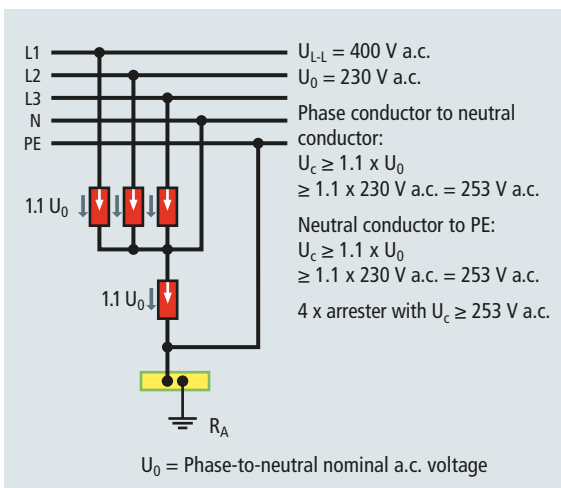 L1
L2
L3
N
PE
U_L-L = 400 V a.c.
U_0 = 230 V a.c.
Phase conductor to neutral
conductor:
U_c ≥ 1.1 x U_0
≥ 1.1 x 230 V a.c. = 253 V a.c.
Neutral conductor to PE:
U_c ≥ 1.1 x U_0
≥ 1.1 x 230 V a.c. = 253 V a.c.
4 x arrester with U_c ≥ 253 V a.c.
1.1 U_0
1.1 U_0
R_A
U_0 = Phase-to-neutral nominal a.c. voltage